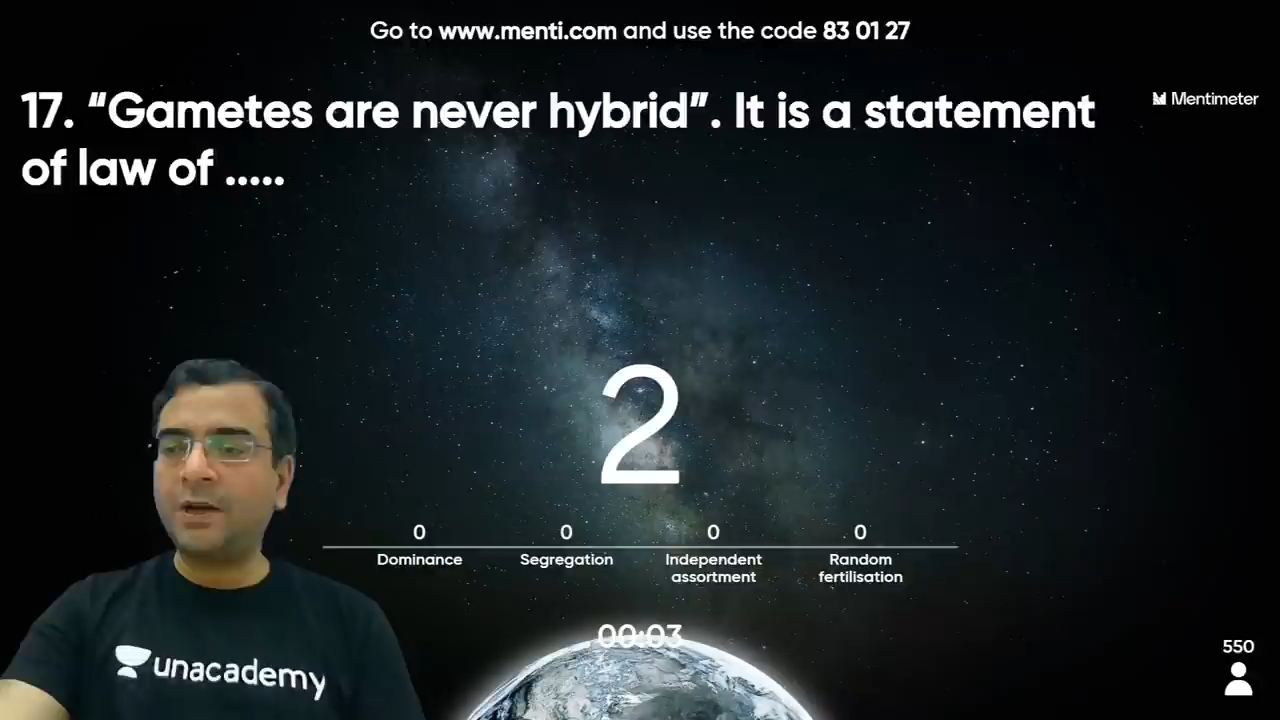 Go to www.menti.com and use the code 83 01 27
17. “Gametes are never hybrid”. It is a statement
of law of .....
Mentimeter
2
0 0 0 0
Dominance Segregation Independent assortment Random fertilisation
00:03
unacademy
550